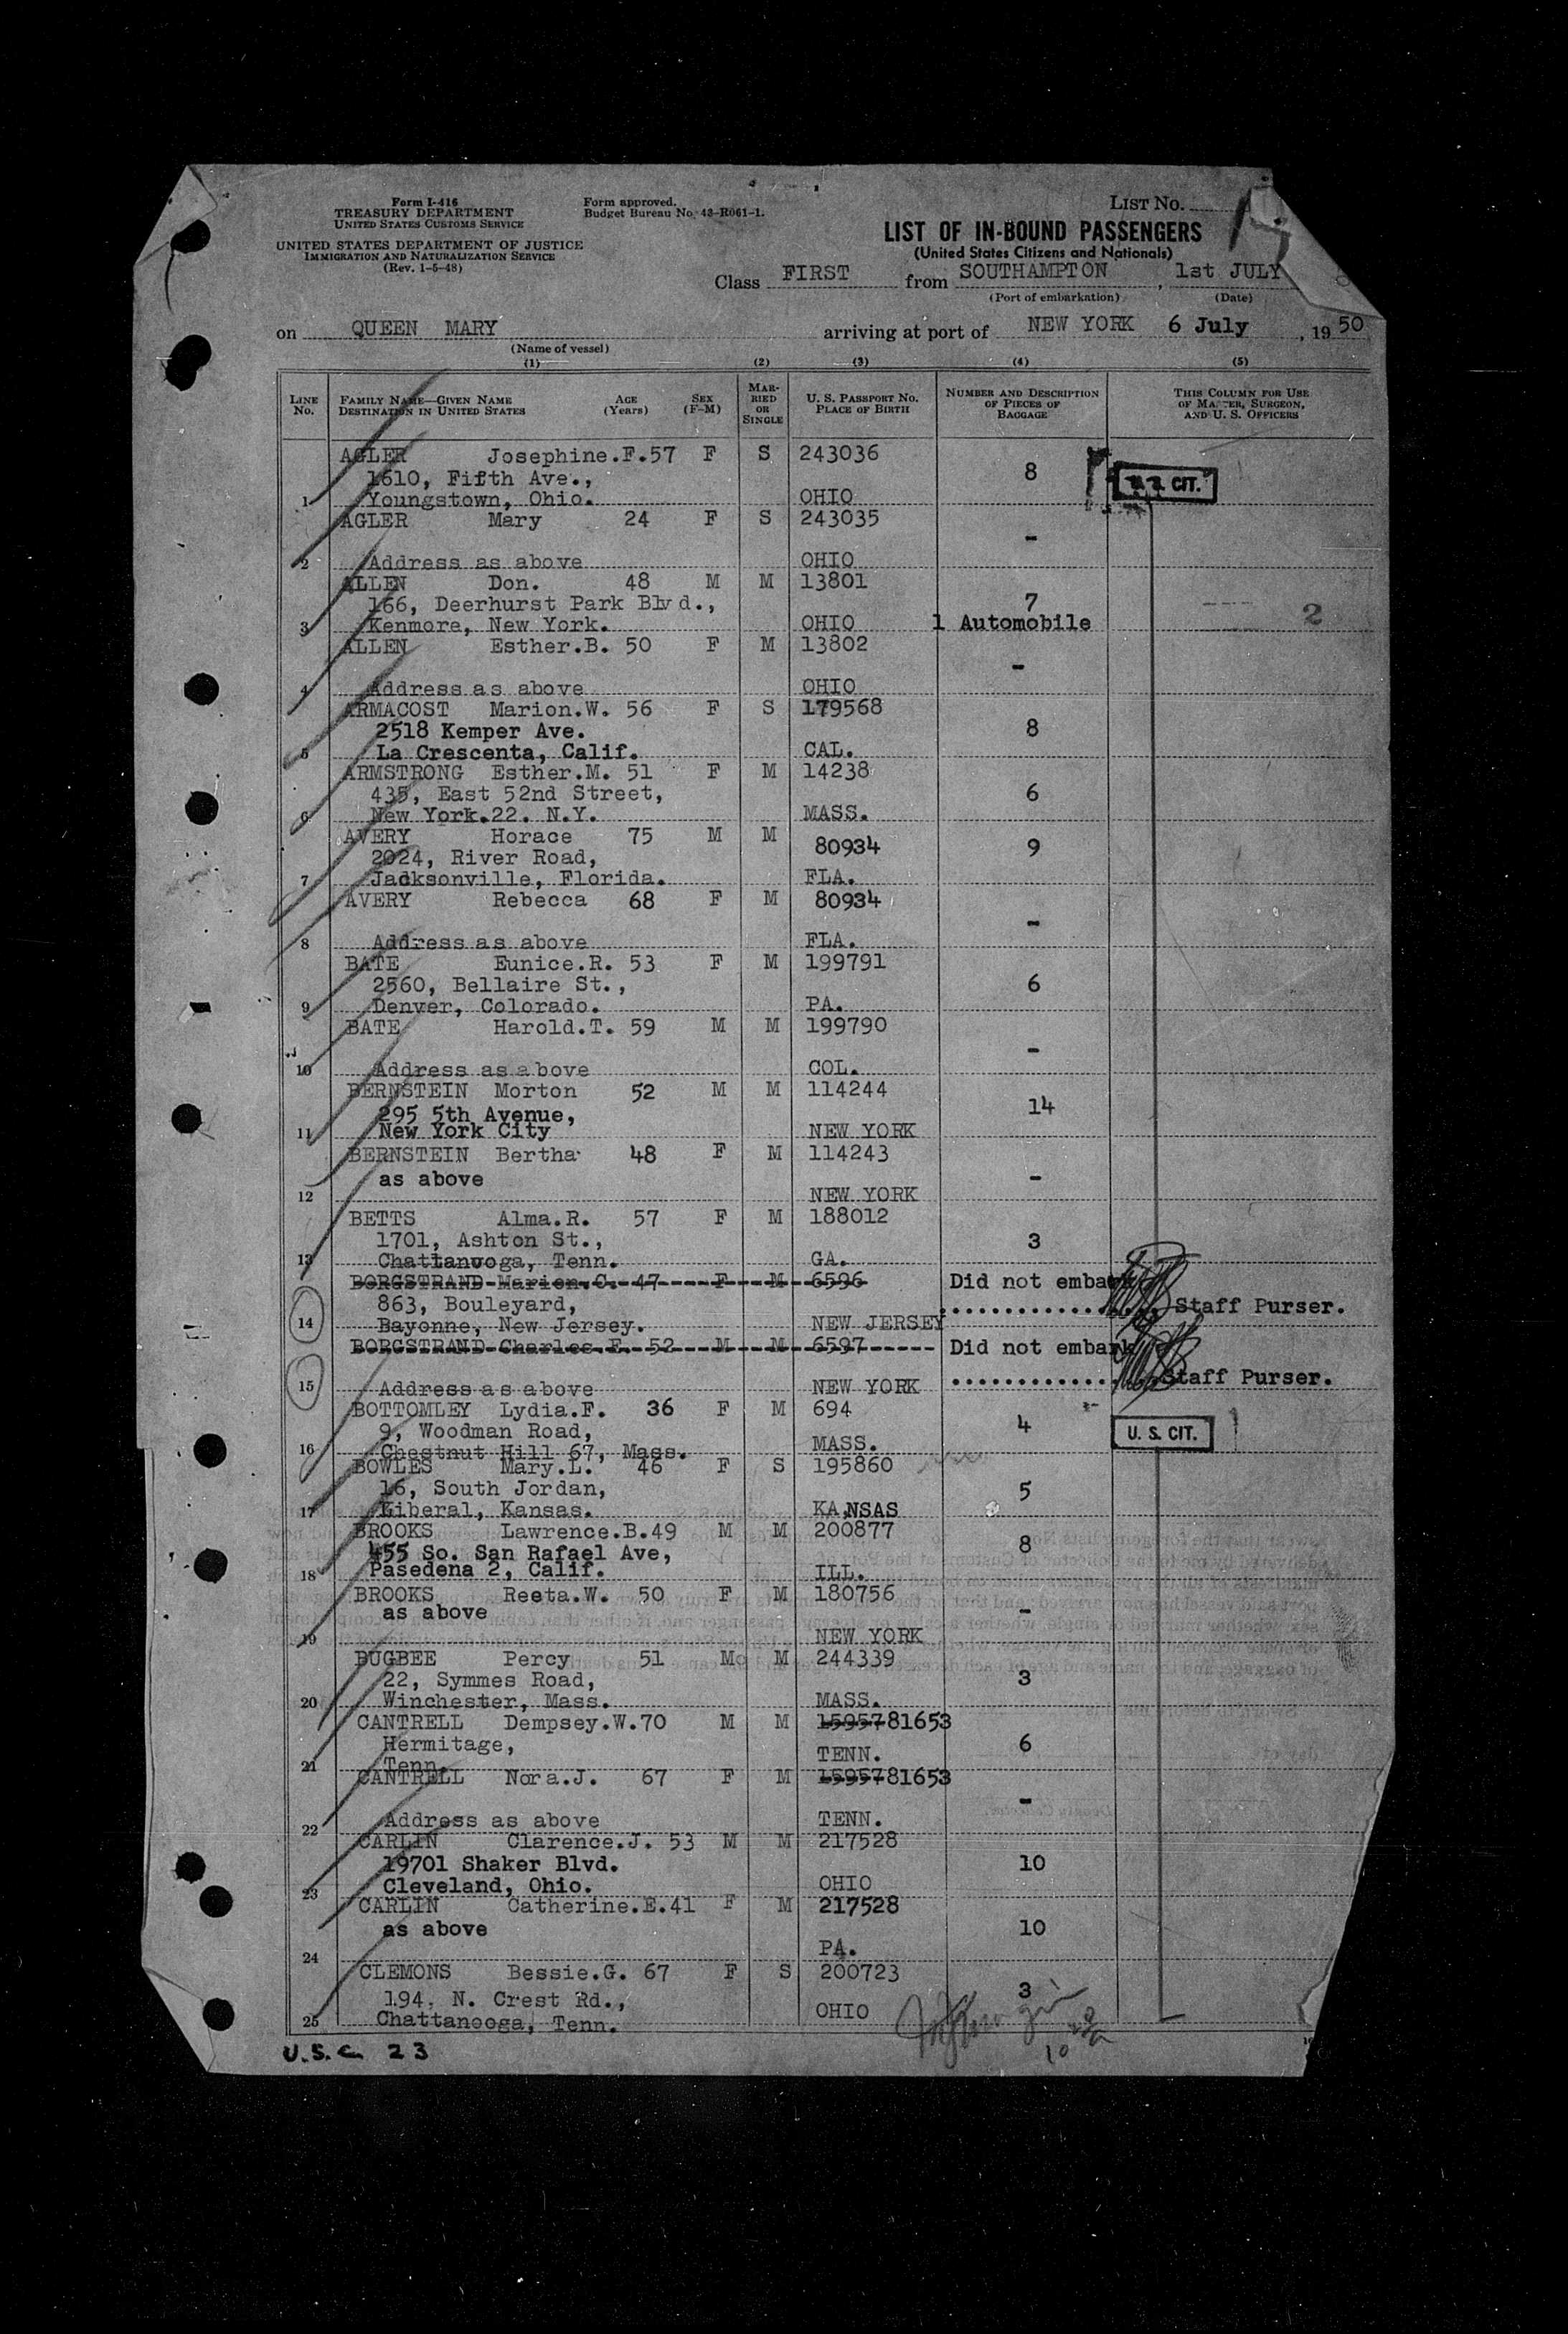 Form I-416
TREASURY DEPARTMENT
UNITED STATES CUSTOMS SERVICE
UNITED STATES DEPARTMENT OF JUSTICE
IMMIGRATION AND NATURALIZATION SERVICE
(Rev. 1-5-48)
Form approved.
Budget Bureau No. 43-R061-1.
LIST NO.
LIST OF IN-BOUND PASSENGERS
(United States Citizens and Nationals)
Class FIRST from SOUTHAMPTON, 1st JULY
(Port of embarkation) (Date)
on QUEEN MARY arriving at port of NEW YORK 6 July, 1950
(Name of vessel)
(1) (2) (3) (4) (5)
LINE NO. FAMILY NAME—GIVEN NAME DESTINATION IN UNITED STATES AGE (Years) SEX (F-M) MARRIED OR SINGLE U. S. PASSPORT NO. PLACE OF BIRTH NUMBER AND DESCRIPTION OF PIECES OF BAGGAGE THIS COLUMN FOR USE OF MASTER, SURGEON, AND U. S. OFFICERS
AGLER Josephine.F.57 F S 243036
1610, Fifth Ave., 8 U. S. CIT.
1 Youngstown, Ohio. OHIO
AGLER Mary 24 F S 243035
-
2 Address as above OHIO
ALLEN Don. 48 M M 13801
166, Deerhurst Park Blvd., 7 2
3 Kenmore, New York. OHIO 1 Automobile
ALLEN Esther.B. 50 F M 13802
-
4 Address as above OHIO
ARMACOST Marion.W. 56 F S 179568
2518 Kemper Ave. 8
5 La Crescenta, Calif. CAL.
ARMSTRONG Esther.M. 51 F M 14238
435, East 52nd Street, 6
6 New York.22. N.Y. MASS.
AVERY Horace 75 M M 80934 9
2024, River Road,
7 Jacksonville, Florida. FLA.
AVERY Rebecca 68 F M 80934
-
8 Address as above FLA.
BATE Eunice.R. 53 F M 199791
2560, Bellaire St., 6
9 Denver, Colorado. PA.
BATE Harold.T. 59 M M 199790
-
10 Address as above COL.
BERNSTEIN Morton 52 M M 114244
295 5th Avenue, 14
11 New York City NEW YORK
BERNSTEIN Bertha 48 F M 114243
as above -
12 NEW YORK
BETTS Alma.R. 57 F M 188012
1701, Ashton St., 3
13 Chattanooga, Tenn. GA.
BORGSTRAND Marion.C. 47 F M 6596 Did not embark
863, Bouleyard, Staff Purser.
14 Bayonne, New Jersey. NEW JERSEY
BORGSTRAND Charles.E. 52 M M 6597 Did not embark
Staff Purser.
15 Address as above NEW YORK
BOTTOMLEY Lydia.F. 36 F M 694
9, Woodman Road, 4 U. S. CIT.
16 Chestnut Hill 67, Mass. MASS.
BOWLES Mary.L. 46 F S 195860
16, South Jordan, 5
17 Liberal, Kansas. KANSAS
BROOKS Lawrence.B.49 M M 200877
455 So. San Rafael Ave, 8
18 Pasedena 2, Calif. ILL.
BROOKS Reeta.W. 50 F M 180756
as above -
19 NEW YORK
BUGBEE Percy 51 M M 244339
22, Symmes Road, 3
20 Winchester, Mass. MASS.
CANTRELL Dempsey.W.70 M M 1595781653
Hermitage, TENN. 6
21 Tenn.
CANTRELL Nora.J. 67 F M 1595781653
-
22 Address as above TENN.
CARLIN Clarence.J. 53 M M 217528
19701 Shaker Blvd. 10
23 Cleveland, Ohio. OHIO
CARLIN Catherine.E.41 F M 217528
as above 10
24 PA.
CLEMONS Bessie.G. 67 F S 200723
194, N. Crest Rd., OHIO 3
25 Chattanooga, Tenn.
U.S.C. 23
10